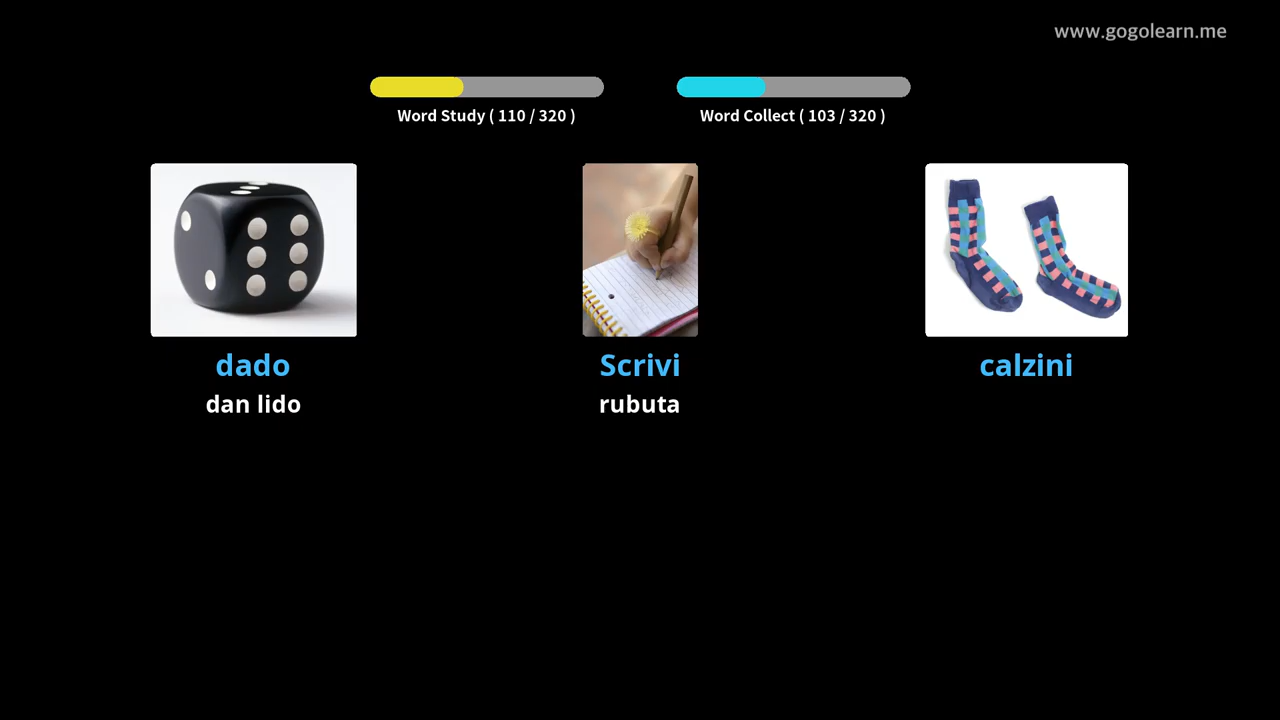 www.gogolearn.me
Word Study ( 110 / 320 )
Word Collect ( 103 / 320 )
dado
Scrivi
calzini
dan lido
rubuta